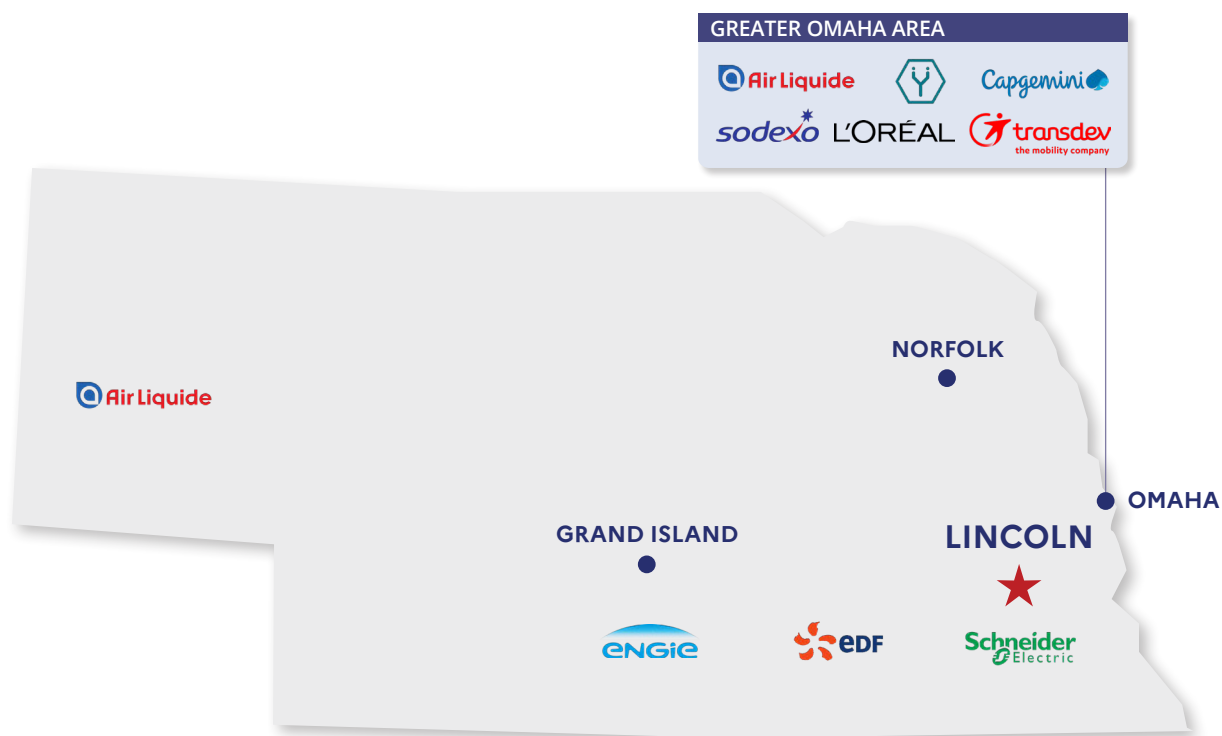 GREATER OMAHA AREA
Air Liquide
Capgemini
sodexo
L'ORÉAL
transdev
the mobility company
NORFOLK
Air Liquide
OMAHA
GRAND ISLAND
LINCOLN
ENGIE
eDF
Schneider
Electric